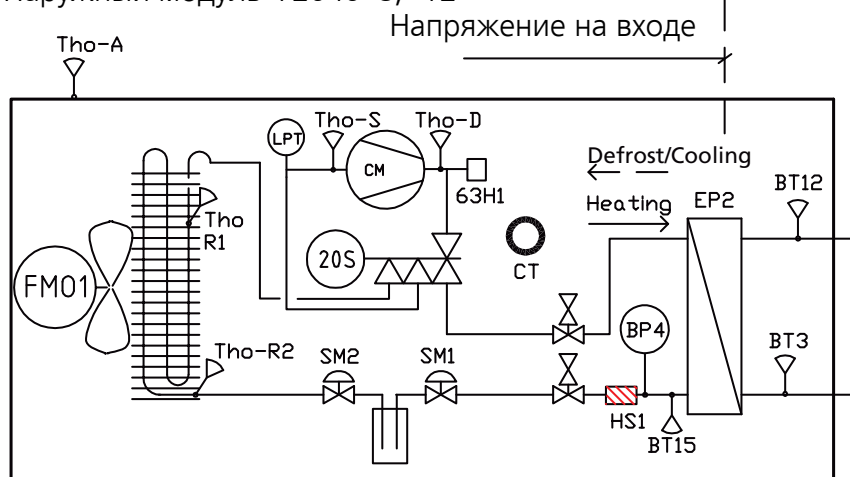 Напряжение на входе
Tho-A
LPT
Tho-S
Tho-D
CM
63H1
Defrost/Cooling
Heating
EP2
BT12
Tho
R1
FM01
20S
CT
BP4
BT3
Tho-R2
SM2
SM1
HS1
BT15